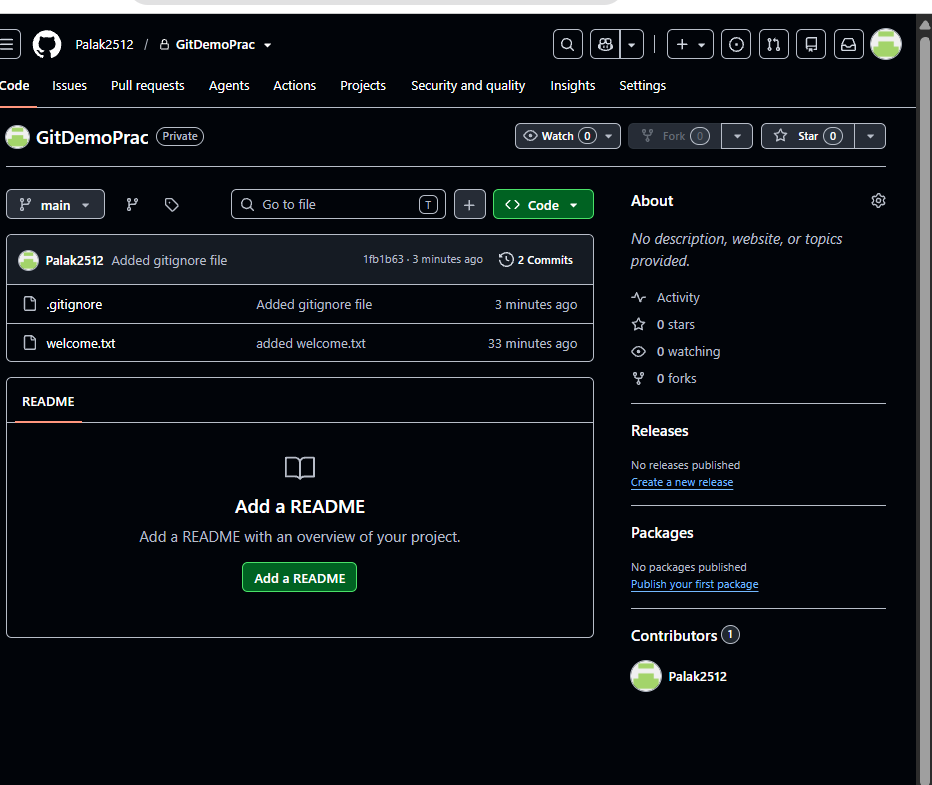 Palak2512 / GitDemoPrac
Code Issues Pull requests Agents Actions Projects Security and quality Insights Settings
GitDemoPrac Private Watch 0 Fork 0 Star 0
main Go to file T Code
Palak2512 Added gitignore file 1fb1b63 · 3 minutes ago 2 Commits
.gitignore Added gitignore file 3 minutes ago
welcome.txt added welcome.txt 33 minutes ago
README
Add a README
Add a README with an overview of your project.
Add a README
About
No description, website, or topics
provided.
Activity
0 stars
0 watching
0 forks
Releases
No releases published
Create a new release
Packages
No packages published
Publish your first package
Contributors 1
Palak2512